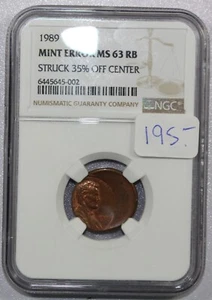 1989
MINT ERROR MS 63 RB
STRUCK 35% OFF CENTER
6445645-002
NUMISMATIC GUARANTY COMPANY
NGC
195.-